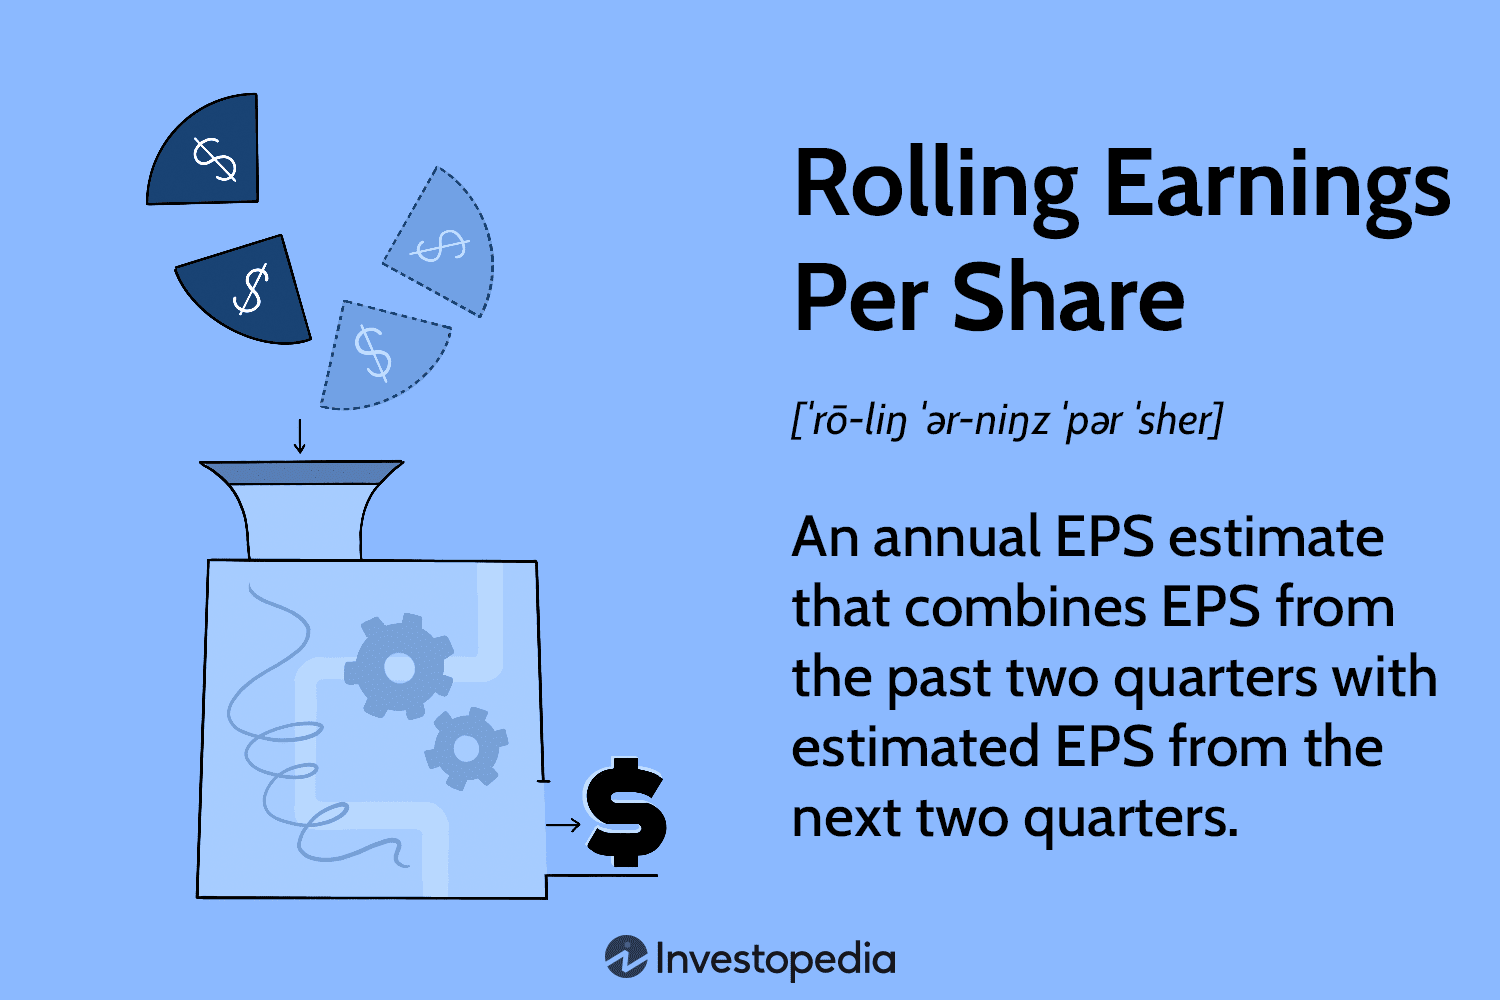 $
$
$
$
$
Rolling Earnings
Per Share
[ˈrō-liŋ ˈər-niŋz ˈpər ˈsher]
An annual EPS estimate
that combines EPS from
the past two quarters with
estimated EPS from the
next two quarters.
Investopedia